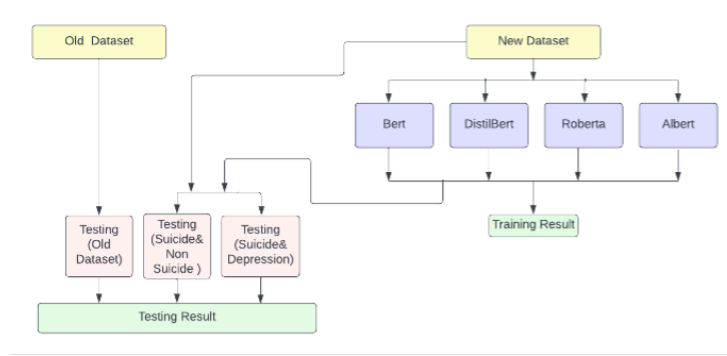 Old Dataset
New Dataset
Bert
DistilBert
Roberta
Albert
Testing
(Old
Dataset)
Testing
(Suicide&
Non
Suicide )
Testing
(Suicide&
Depression)
Training Result
Testing Result